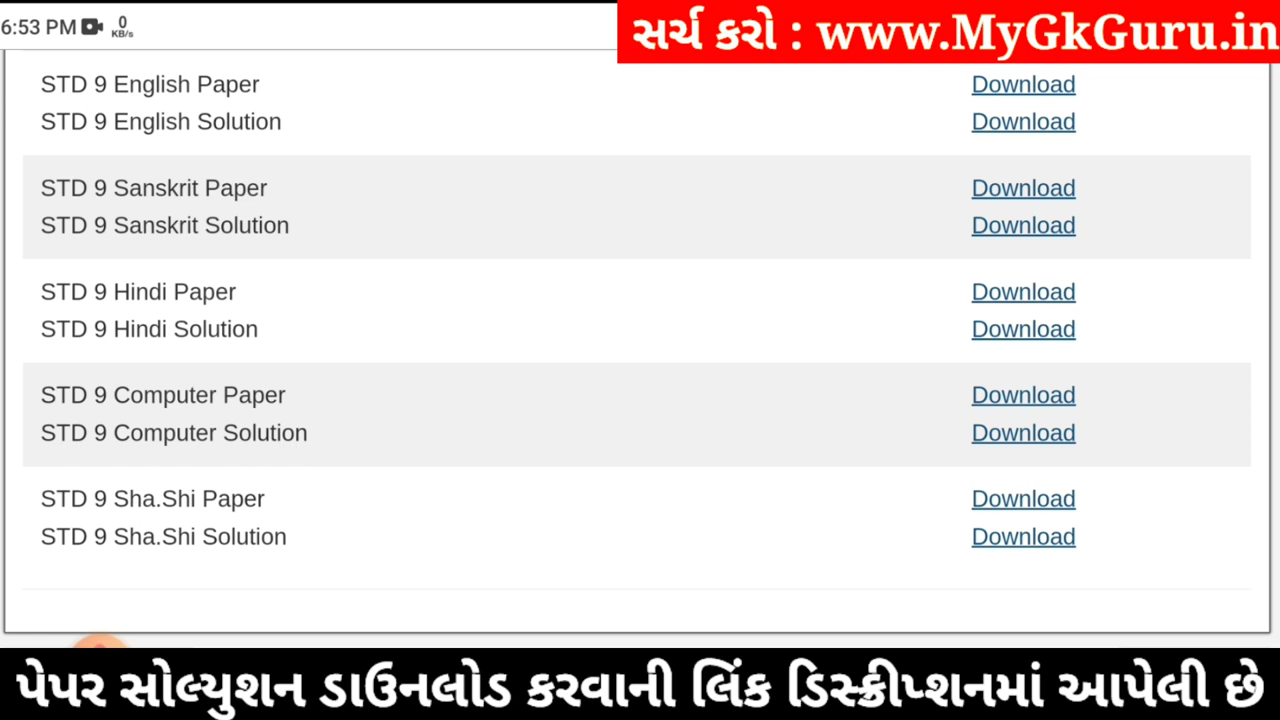 6:53 PM 0 KB/s
સર્ચ કરો : www.MyGkGuru.in
STD 9 English Paper Download
STD 9 English Solution Download
STD 9 Sanskrit Paper Download
STD 9 Sanskrit Solution Download
STD 9 Hindi Paper Download
STD 9 Hindi Solution Download
STD 9 Computer Paper Download
STD 9 Computer Solution Download
STD 9 Sha.Shi Paper Download
STD 9 Sha.Shi Solution Download
પેપર સોલ્યુશન ડાઉનલોડ કરવાની લિંક ડિસ્ક્રીપ્શનમાં આપેલી છે